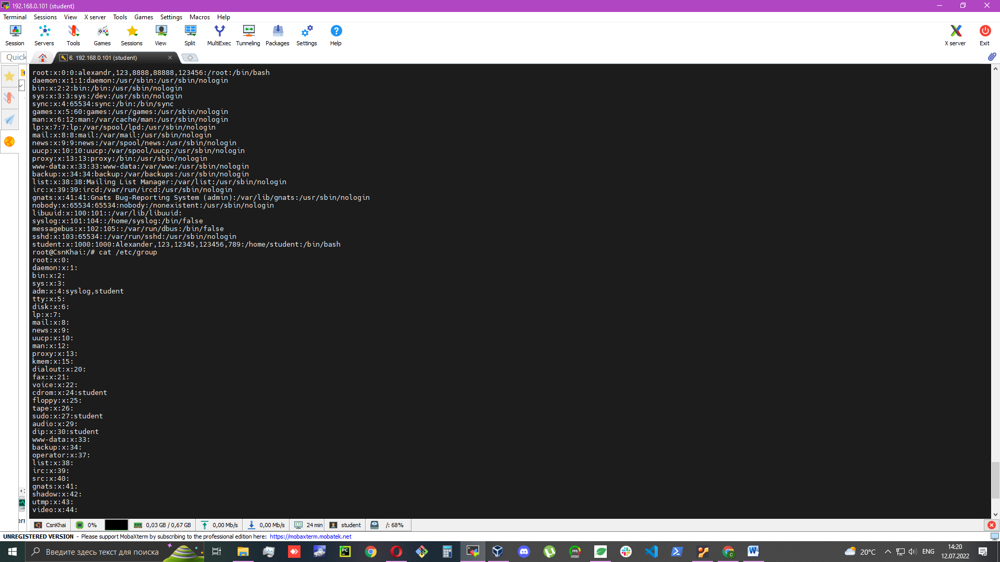 192.168.0.101 (student)
Terminal Sessions View X server Tools Games Settings Macros Help
Session Servers Tools Games Sessions View Split MultiExec Tunneling Packages Settings Help X server Exit
Quick 6. 192.168.0.101 (student)
root:x:0:0:alexandr,123,8888,88888,123456:/root:/bin/bash
daemon:x:1:1:daemon:/usr/sbin:/usr/sbin/nologin
bin:x:2:2:bin:/bin:/usr/sbin/nologin
sys:x:3:3:sys:/dev:/usr/sbin/nologin
sync:x:4:65534:sync:/bin:/bin/sync
games:x:5:60:games:/usr/games:/usr/sbin/nologin
man:x:6:12:man:/var/cache/man:/usr/sbin/nologin
lp:x:7:7:lp:/var/spool/lpd:/usr/sbin/nologin
mail:x:8:8:mail:/var/mail:/usr/sbin/nologin
news:x:9:9:news:/var/spool/news:/usr/sbin/nologin
uucp:x:10:10:uucp:/var/spool/uucp:/usr/sbin/nologin
proxy:x:13:13:proxy:/bin:/usr/sbin/nologin
www-data:x:33:33:www-data:/var/www:/usr/sbin/nologin
backup:x:34:34:backup:/var/backups:/usr/sbin/nologin
list:x:38:38:Mailing List Manager:/var/list:/usr/sbin/nologin
irc:x:39:39:ircd:/var/run/ircd:/usr/sbin/nologin
gnats:x:41:41:Gnats Bug-Reporting System (admin):/var/lib/gnats:/usr/sbin/nologin
nobody:x:65534:65534:nobody:/nonexistent:/usr/sbin/nologin
libuuid:x:100:101::/var/lib/libuuid:
syslog:x:101:104::/home/syslog:/bin/false
messagebus:x:102:105::/var/run/dbus:/bin/false
sshd:x:103:65534::/var/run/sshd:/usr/sbin/nologin
student:x:1000:1000:Alexander,123,12345,123456,789:/home/student:/bin/bash
root@CsnKhai:/# cat /etc/group
root:x:0:
daemon:x:1:
bin:x:2:
sys:x:3:
adm:x:4:syslog,student
tty:x:5:
disk:x:6:
lp:x:7:
mail:x:8:
news:x:9:
uucp:x:10:
man:x:12:
proxy:x:13:
kmem:x:15:
dialout:x:20:
fax:x:21:
voice:x:22:
cdrom:x:24:student
floppy:x:25:
tape:x:26:
sudo:x:27:student
audio:x:29:
dip:x:30:student
www-data:x:33:
backup:x:34:
operator:x:37:
list:x:38:
irc:x:39:
src:x:40:
gnats:x:41:
shadow:x:42:
utmp:x:43:
video:x:44:
CsnKhai 0% 0,03 GB / 0,67 GB 0,00 Mb/s 0,00 Mb/s 24 min student /: 68%
UNREGISTERED VERSION - Please support MobaXterm by subscribing to the professional edition here: https://mobaxterm.mobatek.net
Введите здесь текст для поиска 20°C ENG 14:20
12.07.2022